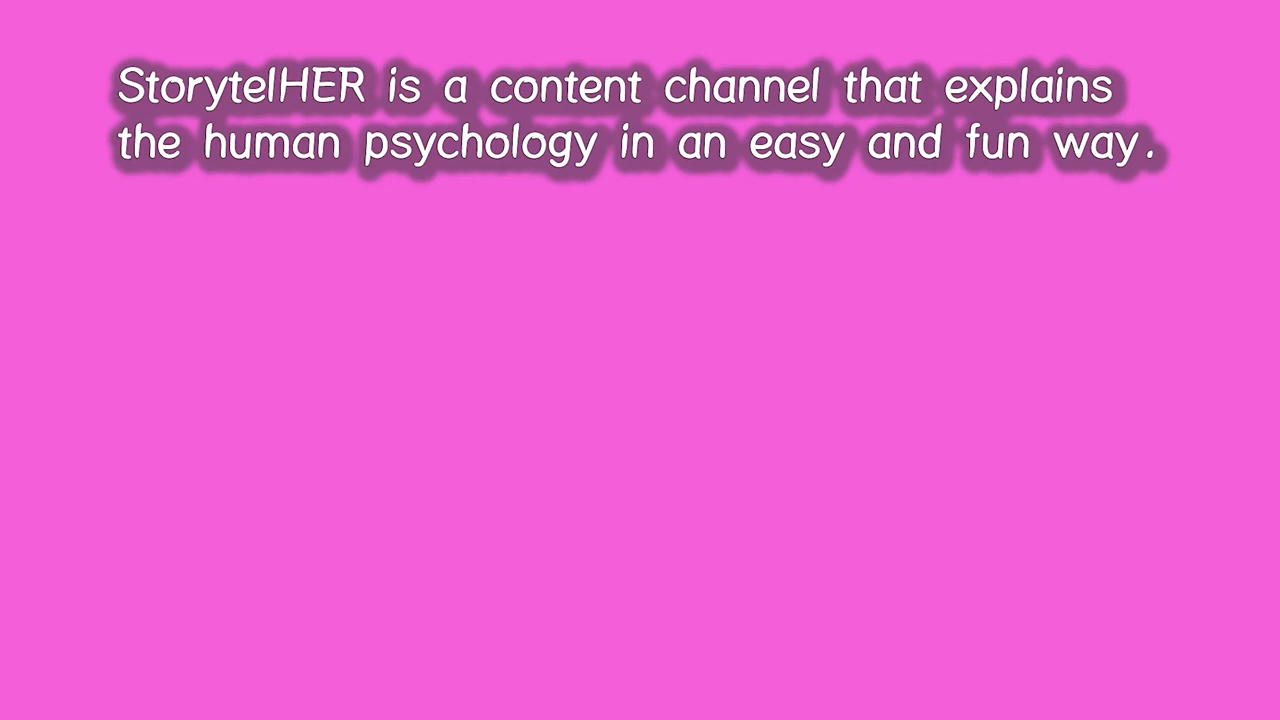 StorytelHER is a content channel that explains
the human psychology in an easy and fun way.